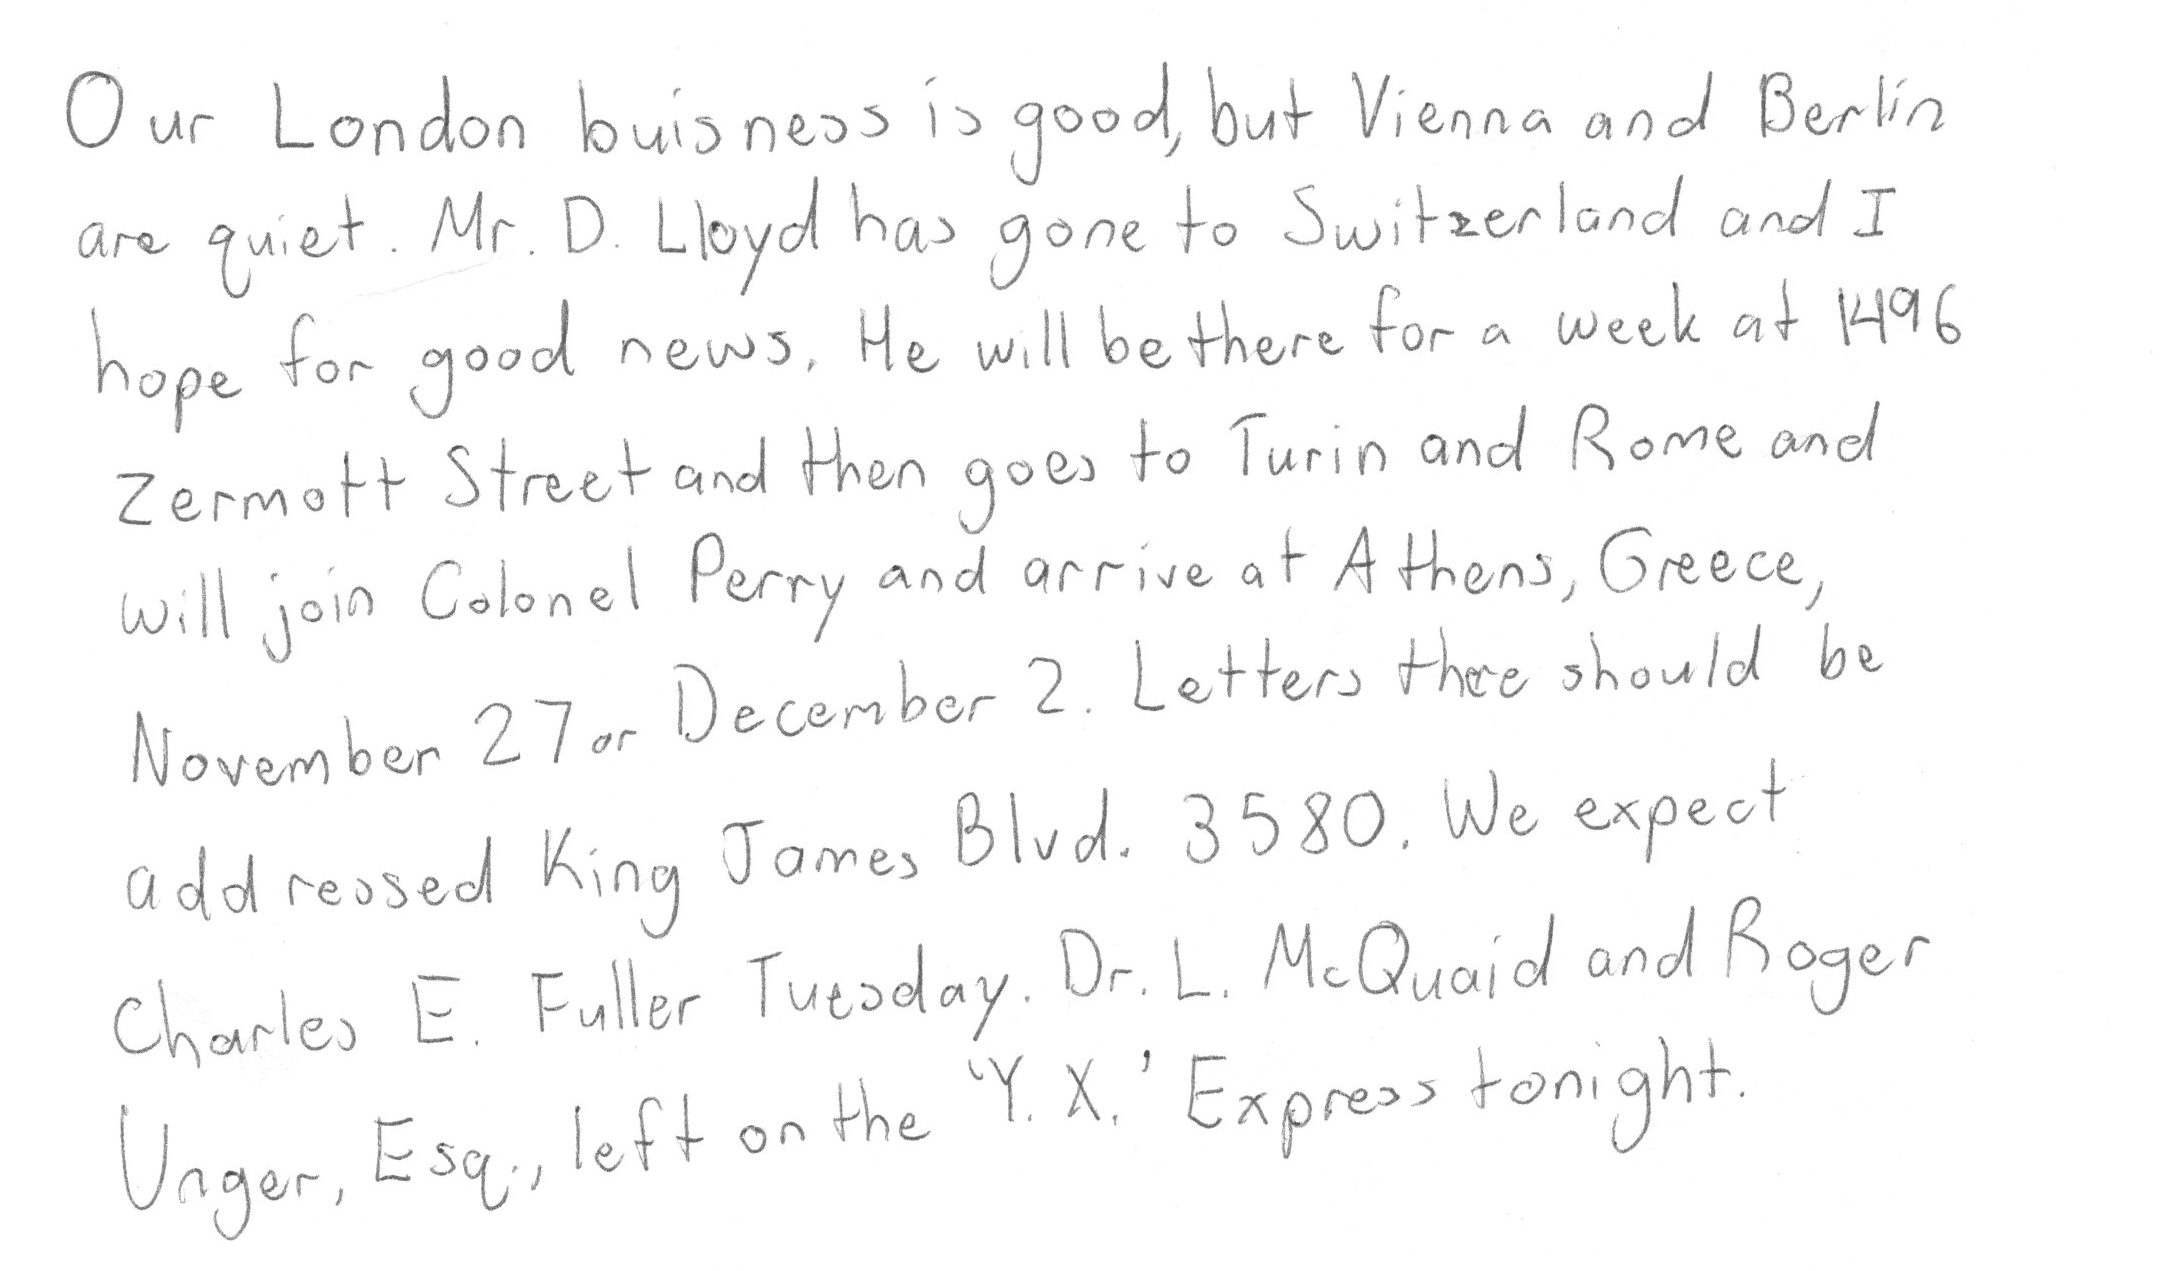 Our London buisness is good, but Vienna and Berlin
are quiet. Mr. D. Lloyd has gone to Switzerland and I
hope for good news. He will be there for a week at 1496
Zermott Street and then goes to Turin and Rome and
will join Colonel Perry and arrive at Athens, Greece,
November 27 or December 2. Letters there should be
addressed King James Blvd. 3580. We expect
Charles E. Fuller Tuesday. Dr. L. McQuaid and Roger
Unger, Esq., left on the 'Y. X.' Express tonight.